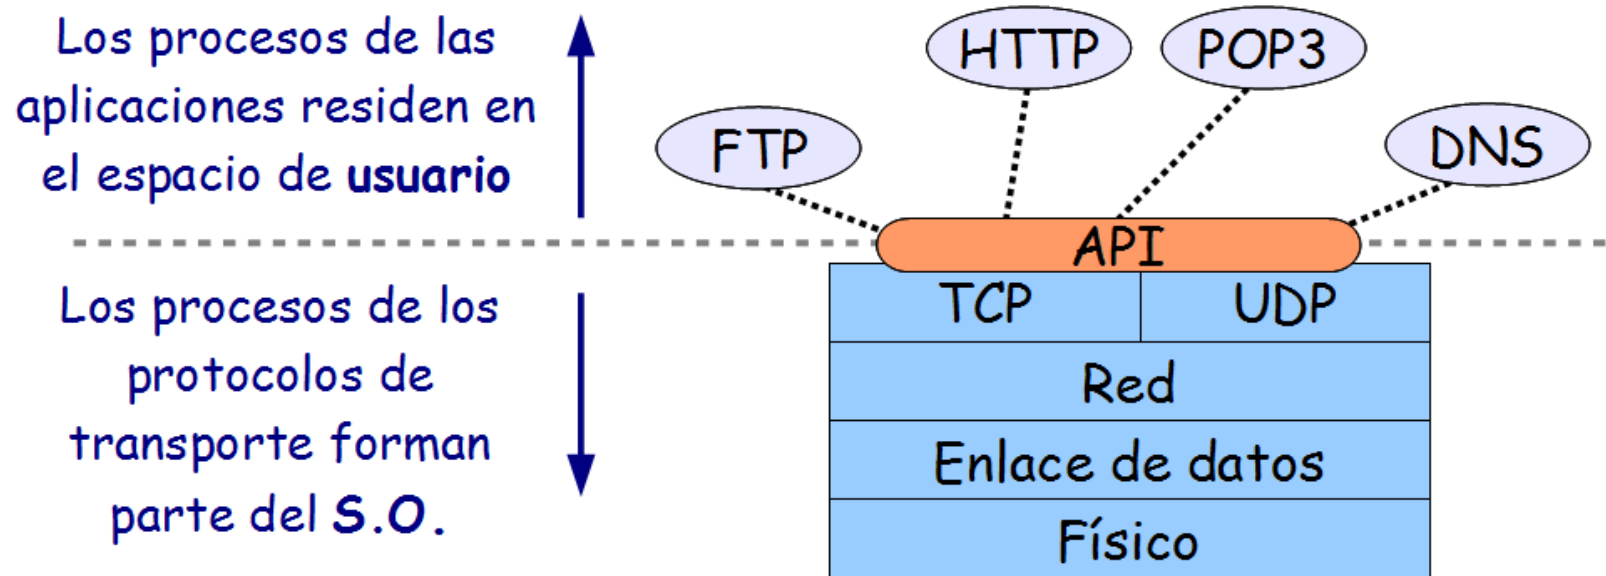 Los procesos de las
aplicaciones residen en
el espacio de usuario
Los procesos de los
protocolos de
transporte forman
parte del S.O.
HTTP
POP3
FTP
DNS
API
TCP
UDP
Red
Enlace de datos
Físico